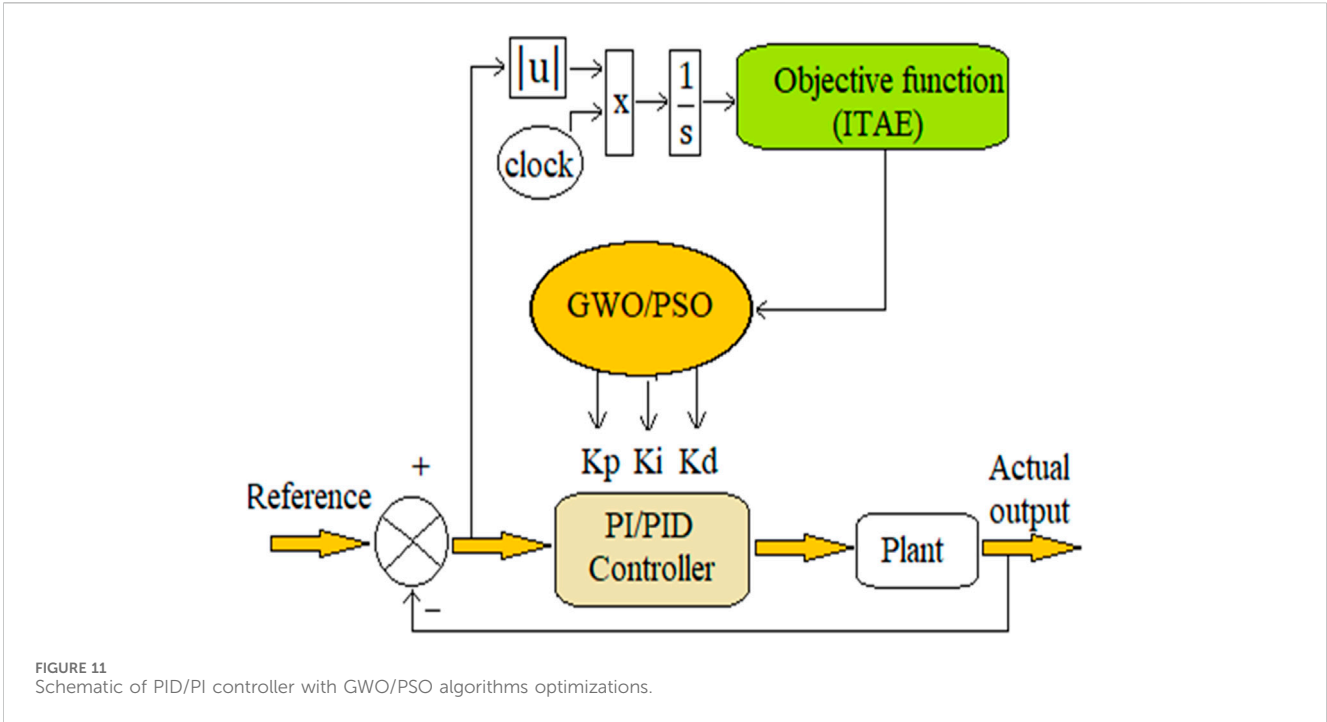 |u|
x
1
s
Objective function
(ITAE)
clock
GWO/PSO
Kp Ki Kd
+
Reference
PI/PID
Controller
Plant
Actual
output
−
FIGURE 11
Schematic of PID/PI controller with GWO/PSO algorithms optimizations.